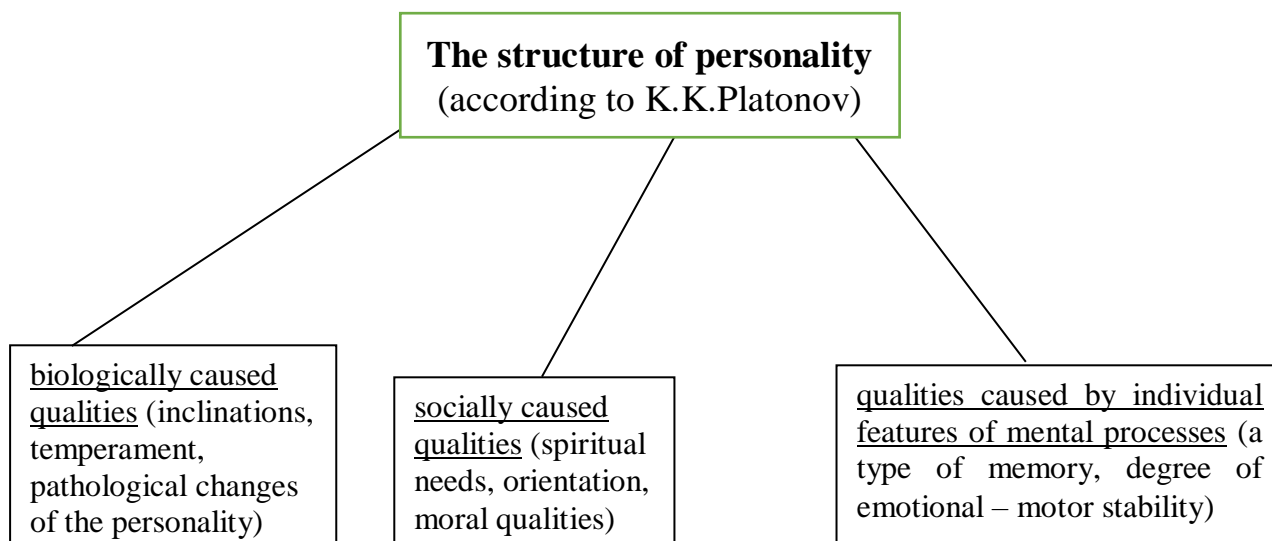 The structure of personality
(according to K.K.Platonov)
biologically caused
qualities (inclinations,
temperament,
pathological changes
of the personality)
socially caused
qualities (spiritual
needs, orientation,
moral qualities)
qualities caused by individual
features of mental processes (a
type of memory, degree of
emotional – motor stability)